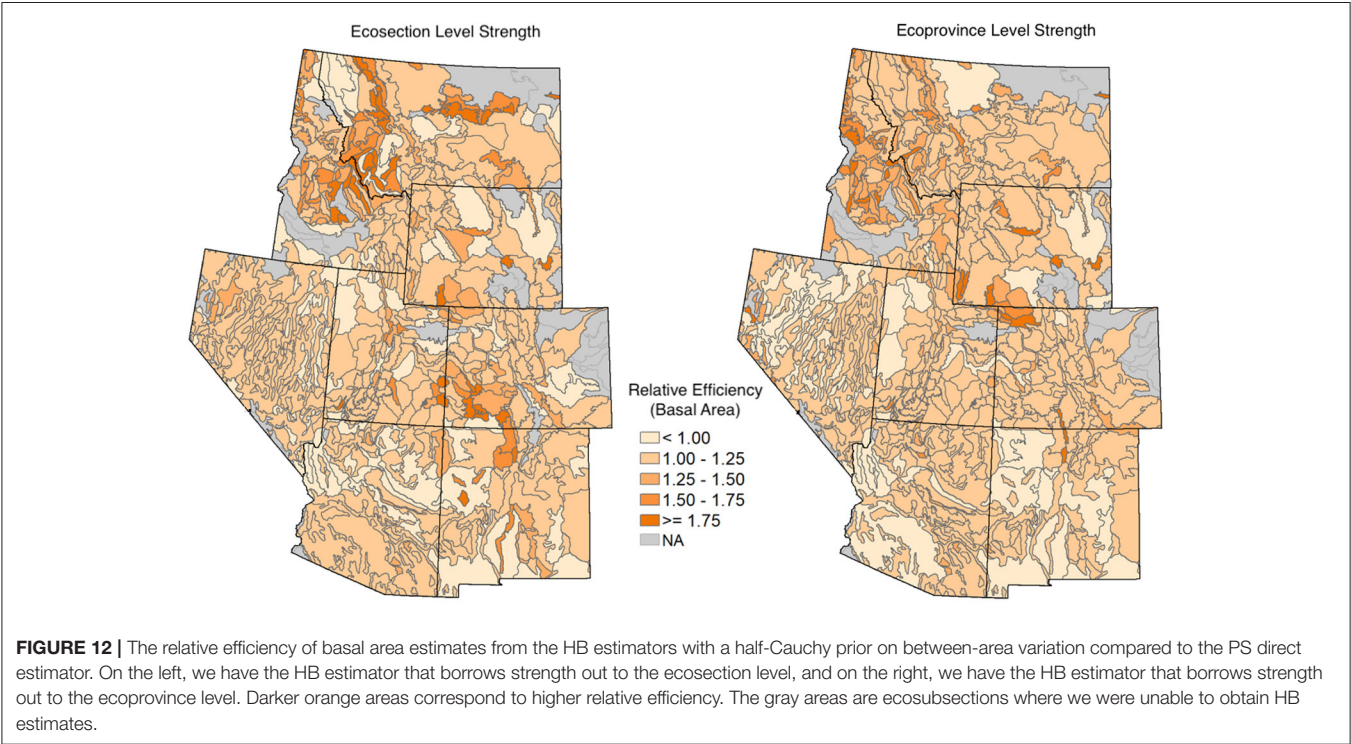 Ecosection Level Strength
Ecoprovince Level Strength
Relative Efficiency
(Basal Area)
< 1.00
1.00 - 1.25
1.25 - 1.50
1.50 - 1.75
>= 1.75
NA
FIGURE 12 | The relative efficiency of basal area estimates from the HB estimators with a half-Cauchy prior on between-area variation compared to the PS direct
estimator. On the left, we have the HB estimator that borrows strength out to the ecosection level, and on the right, we have the HB estimator that borrows strength
out to the ecoprovince level. Darker orange areas correspond to higher relative efficiency. The gray areas are ecosubsections where we were unable to obtain HB
estimates.